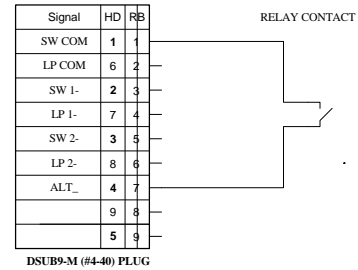 Signal HD RB RELAY CONTACT
SW COM 1 1
LP COM 6 2
SW 1- 2 3
LP 1- 7 4
SW 2- 3 5
LP 2- 8 6
ALT_ 4 7
9 8
5 9
DSUB9-M (#4-40) PLUG